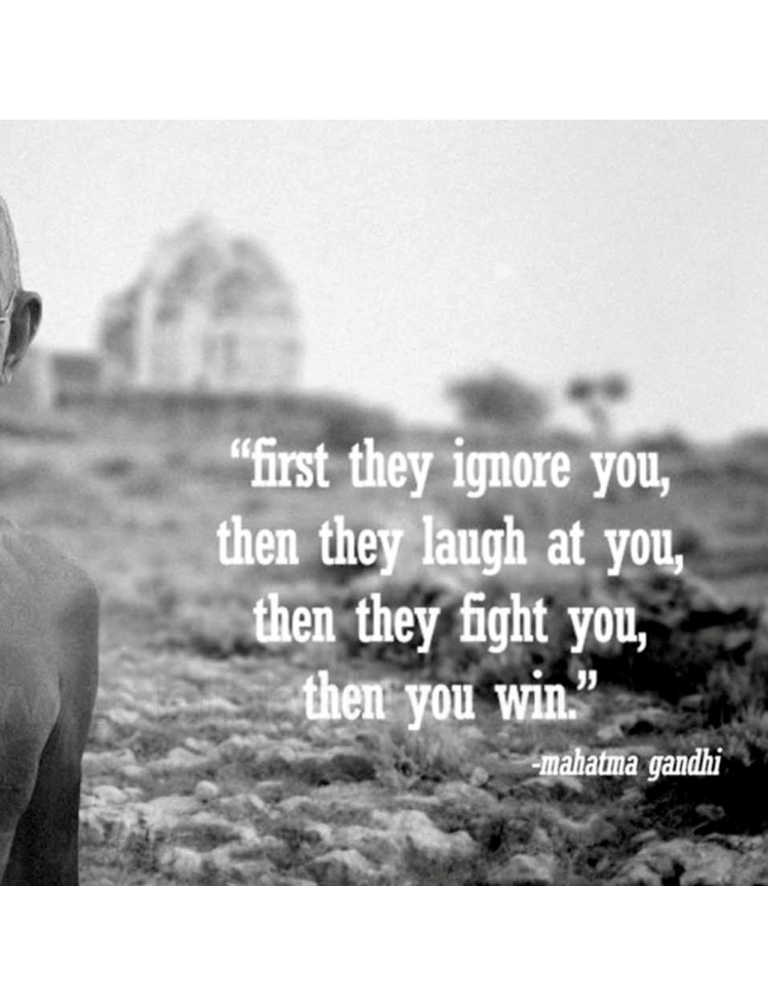 “first they ignore you,
then they laugh at you,
then they fight you,
then you win.”
-mahatma gandhi